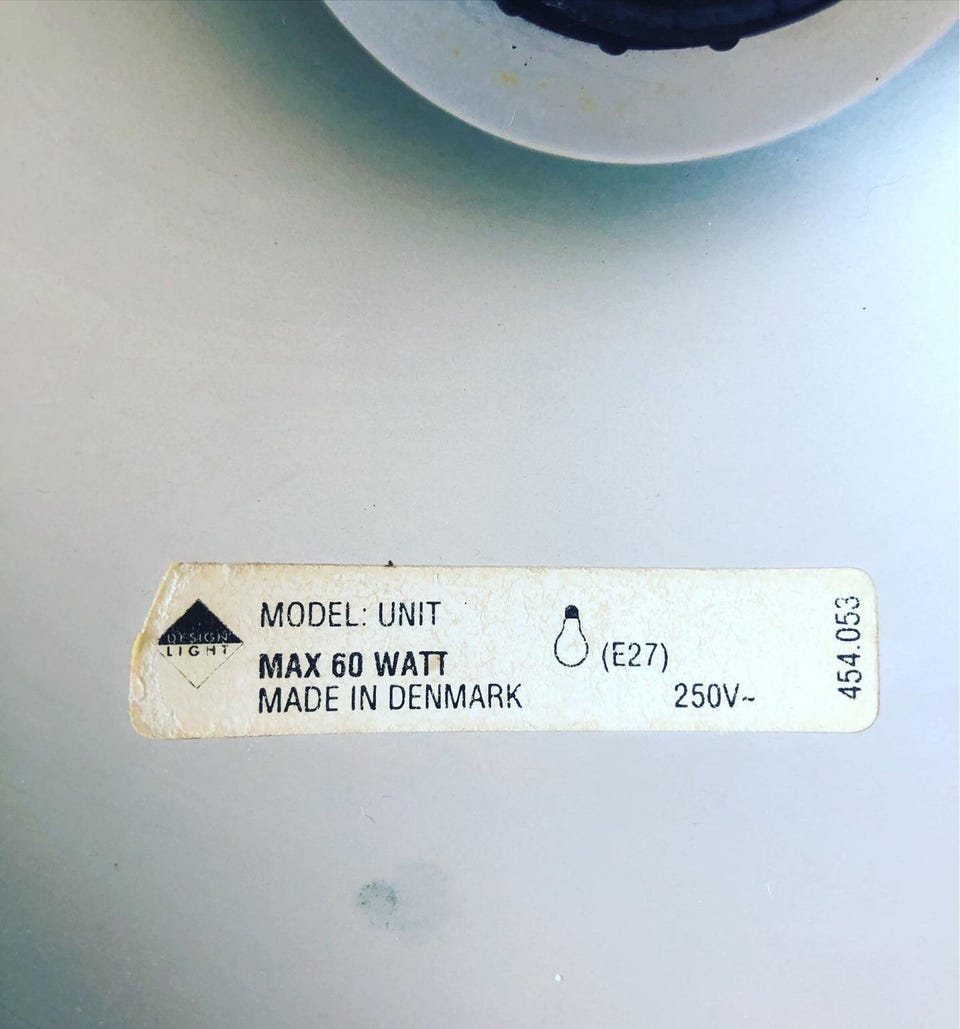 DESIGN
LIGHT
MODEL: UNIT
MAX 60 WATT
MADE IN DENMARK
(E27)
250V~
454.053